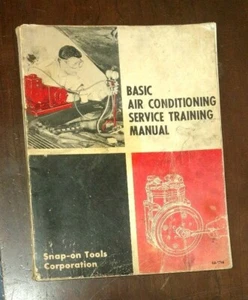 BASIC
AIR CONDITIONING
SERVICE TRAINING
MANUAL
Snap-on Tools
Corporation